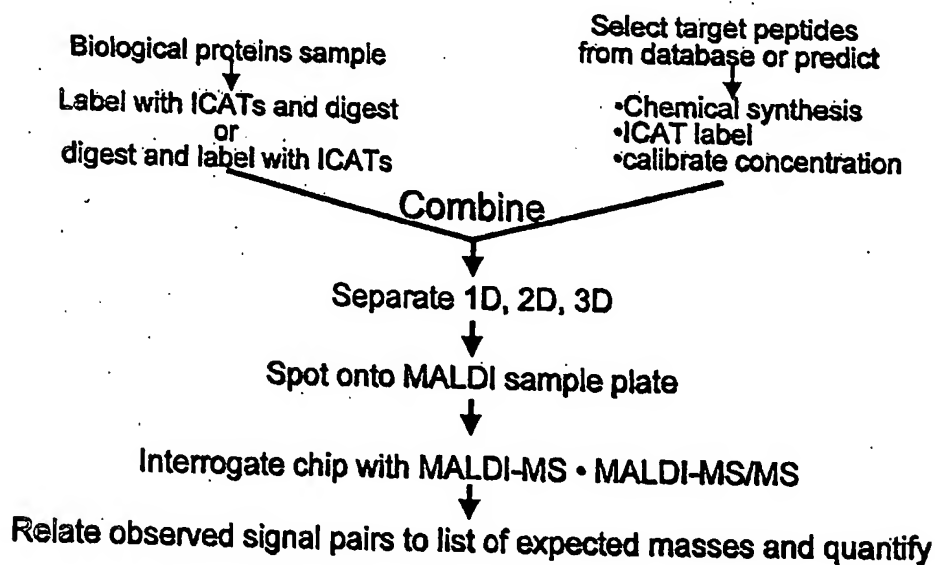 Biological proteins sample
Label with ICATs and digest
or
digest and label with ICATs
Select target peptides
from database or predict
•Chemical synthesis
•ICAT label
•calibrate concentration
Combine
Separate 1D, 2D, 3D
Spot onto MALDI sample plate
Interrogate chip with MALDI-MS • MALDI-MS/MS
Relate observed signal pairs to list of expected masses and quantify